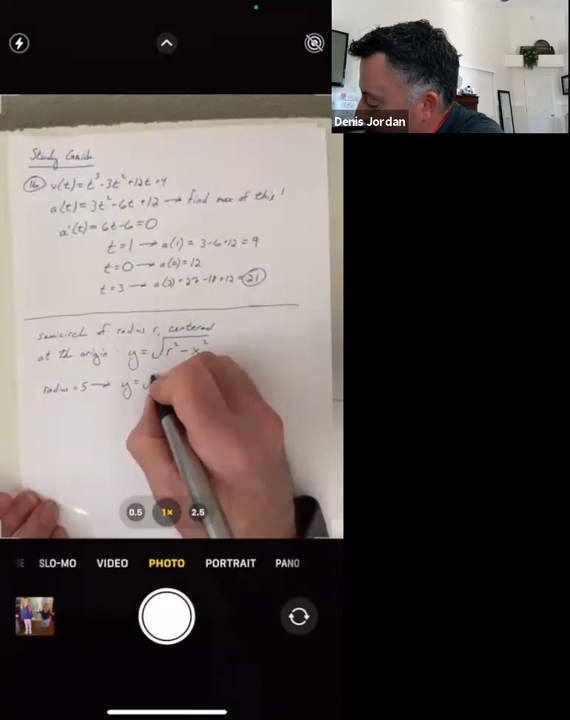 Denis Jordan
Study Guide
16 v(t) = t³ - 3t² + 12t + 4
a(t) = 3t² - 6t + 12 → find max of this!
a'(t) = 6t - 6 = 0
t = 1 → a(1) = 3 - 6 + 12 = 9
t = 0 → a(0) = 12
t = 3 → a(3) = 27 - 18 + 12 = 21
semicircle of radius r, centered
at the origin: y = √r² - x²
radius = 5 → y = √
0.5 1× 2.5
SLO-MO VIDEO PHOTO PORTRAIT PANO